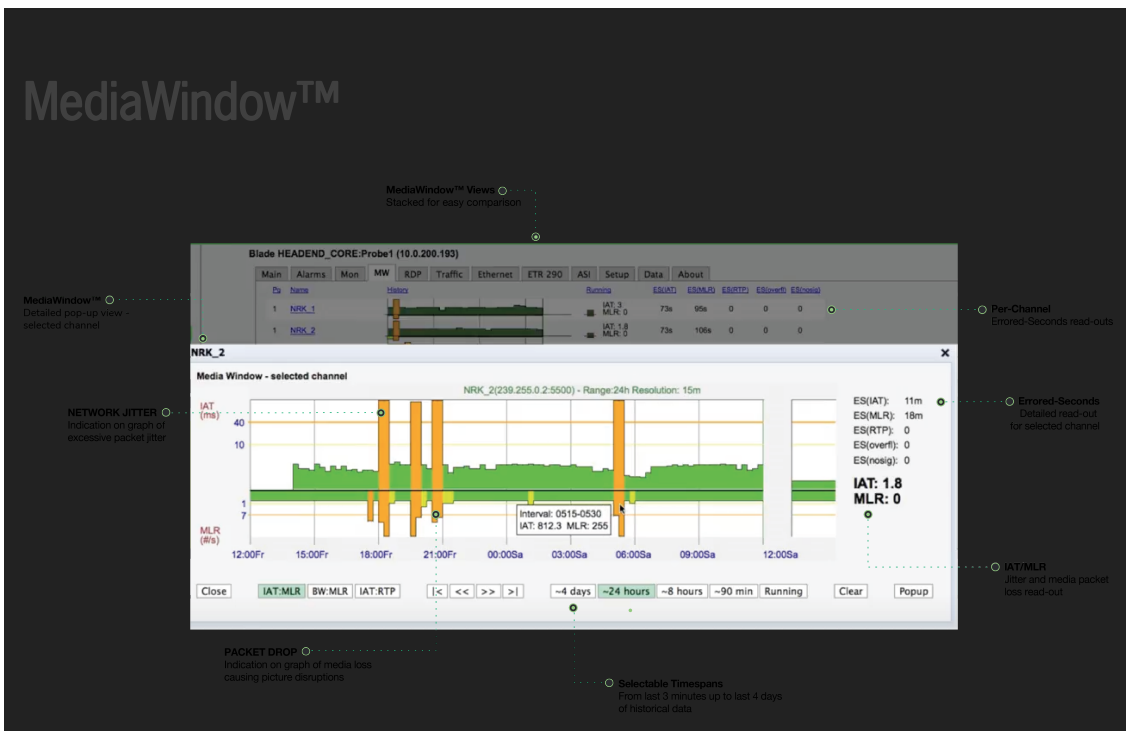 MediaWindow™
MediaWindow™ Views
Stacked for easy comparison
Blade HEADEND_CORE:Probe1 (10.0.200.193)
Main Alarms Mon MW RDP Traffic Ethernet ETR 290 ASI Setup Data About
Pg Name History Running ES(IAT) ES(MLR) ES(RTP) ES(overfl) ES(nosig)
1 NRK_1 IAT: 3 MLR: 0 73s 95s 0 0 0
1 NRK_2 IAT: 1.8 MLR: 0 73s 106s 0 0 0
MediaWindow™
Detailed pop-up view –
selected channel
Per-Channel
Errored-Seconds read-outs
NRK_2 x
Media Window - selected channel
NRK_2(239.255.0.2:5500) - Range:24h Resolution: 15m
IAT
(ms)
40
10
1
7
MLR
(#/s)
Interval: 0515-0530
IAT: 812.3 MLR: 255
12:00Fr 15:00Fr 18:00Fr 21:00Fr 00:00Sa 03:00Sa 06:00Sa 09:00Sa 12:00Sa
ES(IAT): 11m
ES(MLR): 18m
ES(RTP): 0
ES(overfl): 0
ES(nosig): 0
IAT: 1.8
MLR: 0
NETWORK JITTER
Indication on graph of
excessive packet jitter
Errored-Seconds
Detailed read-out
for selected channel
IAT/MLR
Jitter and media packet
loss read-out
Close IAT:MLR BW:MLR IAT:RTP |< << >> >| ~4 days ~24 hours ~8 hours ~90 min Running Clear Popup
PACKET DROP
Indication on graph of media loss
causing picture disruptions
Selectable Timespans
From last 3 minutes up to last 4 days
of historical data